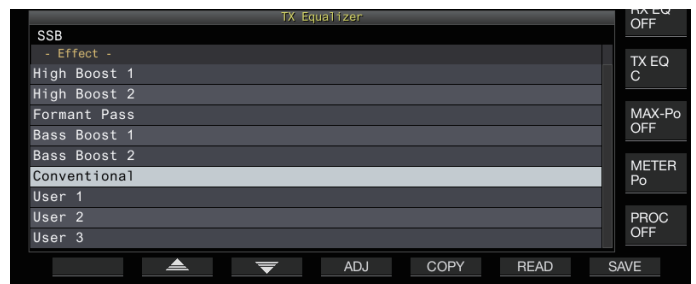 TX Equalizer
SSB
- Effect -
High Boost 1
High Boost 2
Formant Pass
Bass Boost 1
Bass Boost 2
Conventional
User 1
User 2
User 3
RX EQ
OFF
TX EQ
C
MAX-Po
OFF
METER
Po
PROC
OFF
ADJ
COPY
READ
SAVE